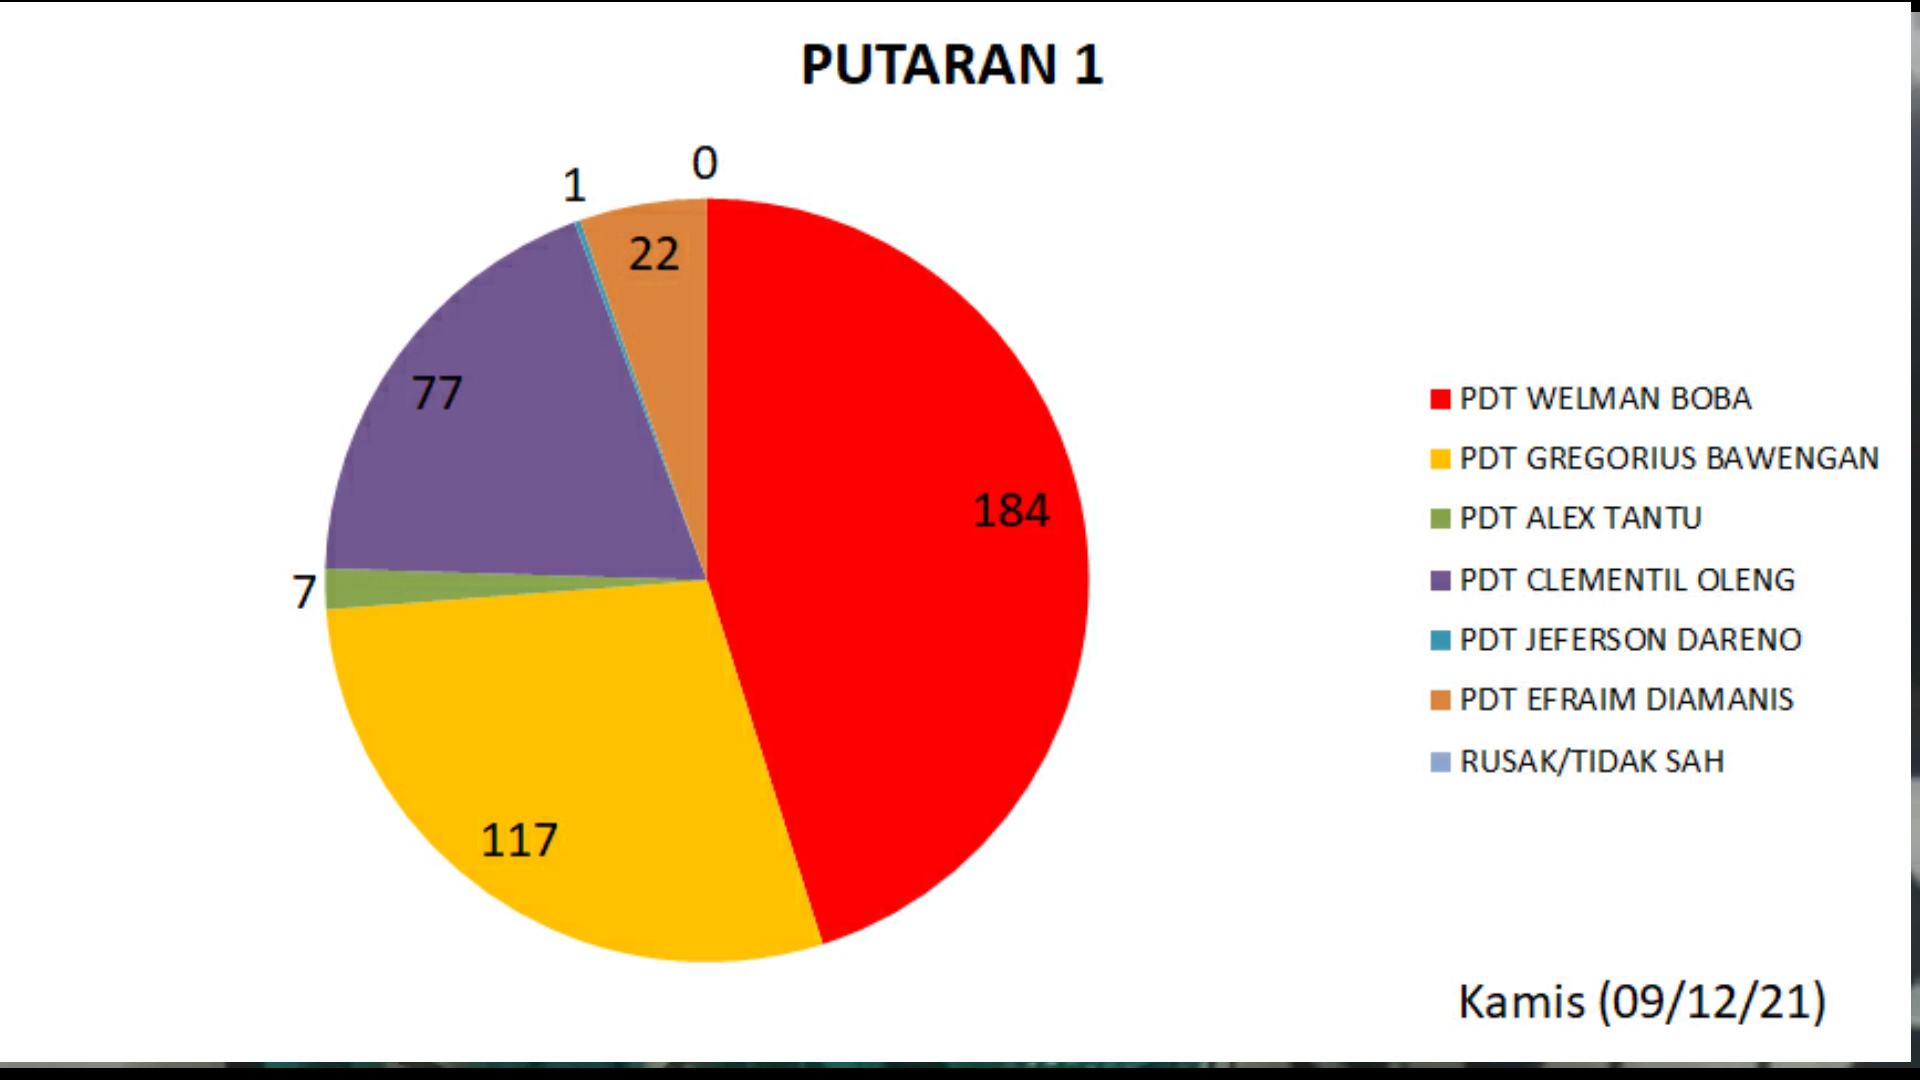 PUTARAN 1
0
1
22
77
184
7
117
PDT WELMAN BOBA
PDT GREGORIUS BAWENGAN
PDT ALEX TANTU
PDT CLEMENTIL OLENG
PDT JEFERSON DARENO
PDT EFRAIM DIAMANIS
RUSAK/TIDAK SAH
Kamis (09/12/21)